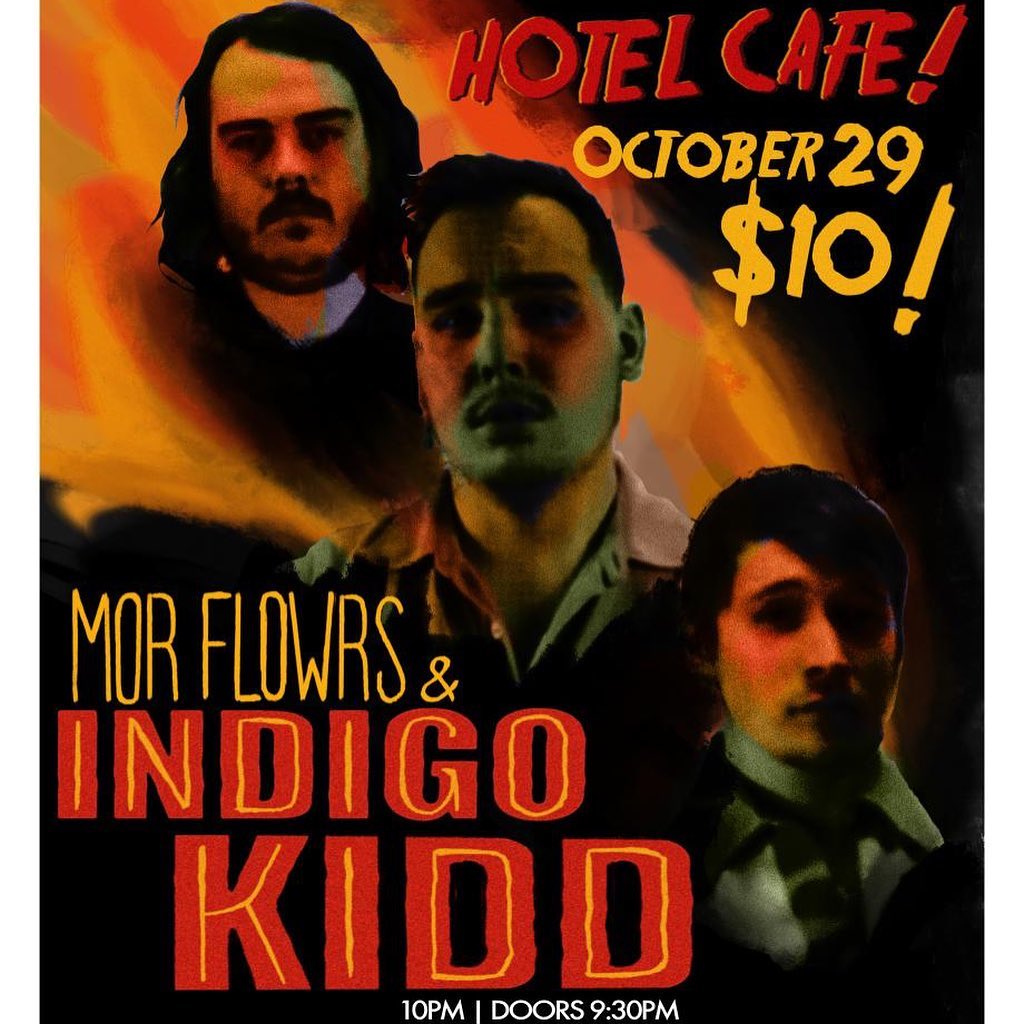 HOTEL CAFE!
OCTOBER 29
$10!
MOR FLOWRS &
INDIGO
KIDD
10PM | DOORS 9:30PM